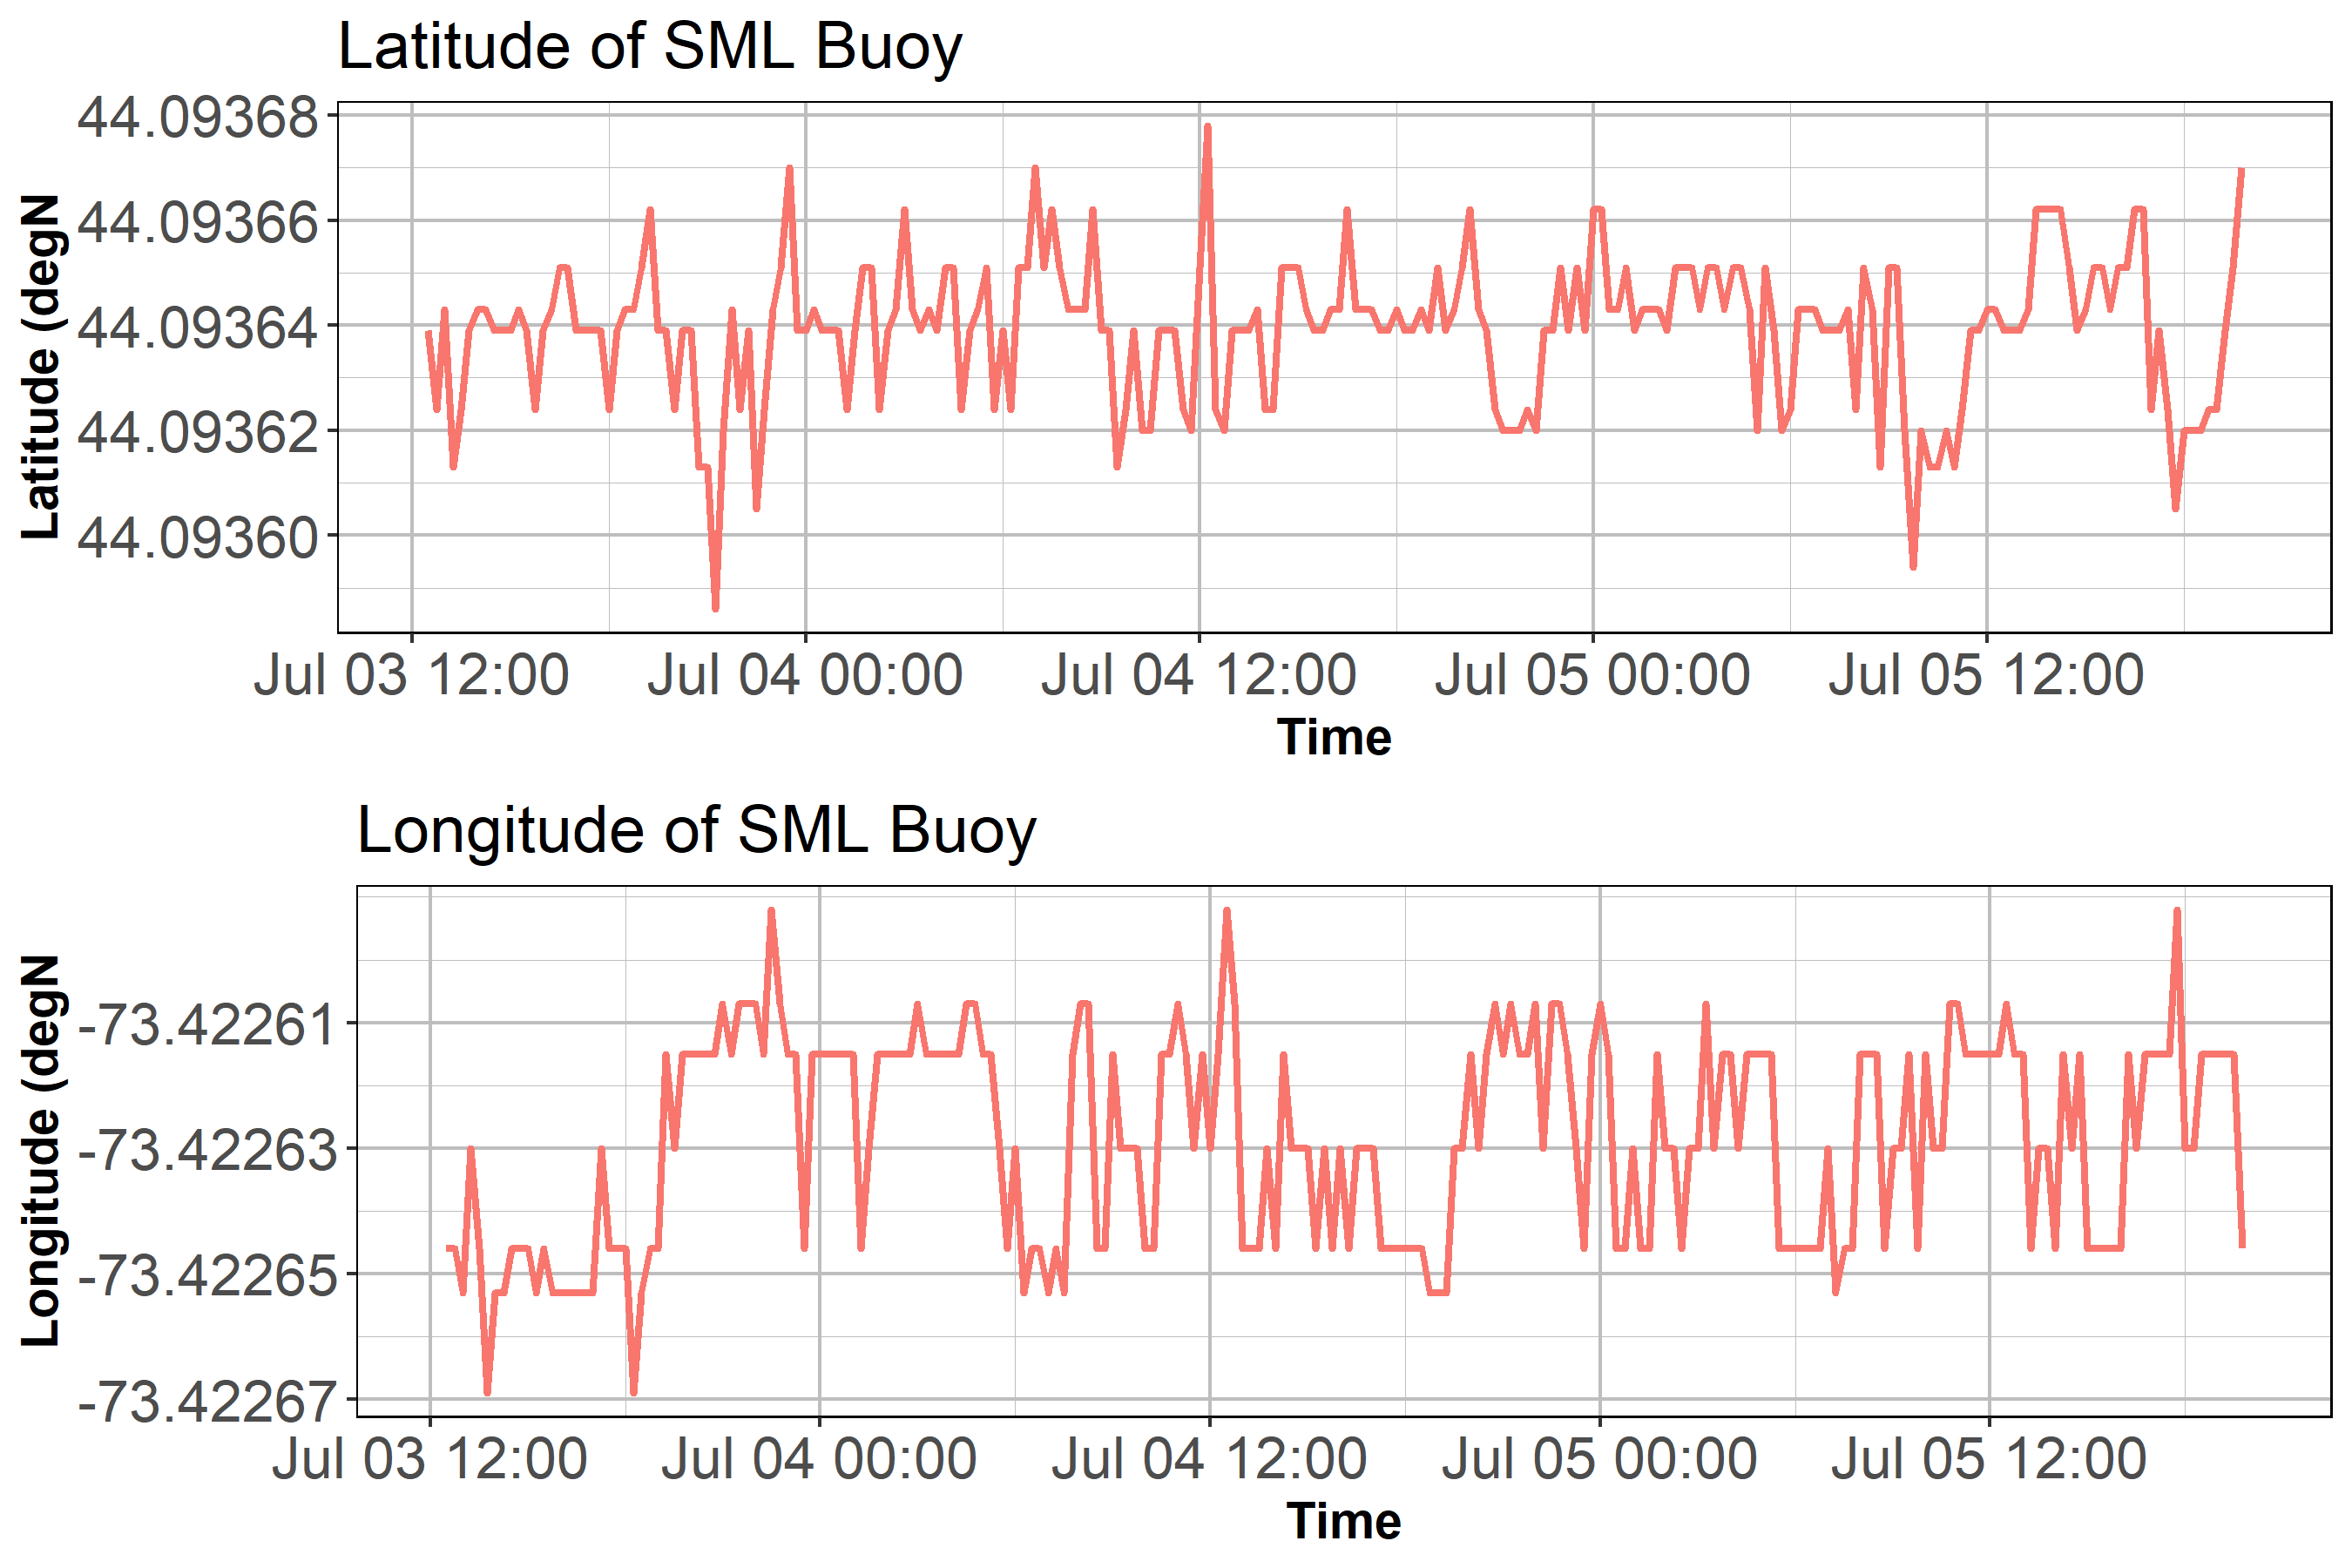 Latitude of SML Buoy
44.09368
44.09366
44.09364
44.09362
44.09360
Latitude (degN
Jul 03 12:00 Jul 04 00:00 Jul 04 12:00 Jul 05 00:00 Jul 05 12:00
Time
Longitude of SML Buoy
-73.42261
-73.42263
-73.42265
-73.42267
Longitude (degN
Jul 03 12:00 Jul 04 00:00 Jul 04 12:00 Jul 05 00:00 Jul 05 12:00
Time